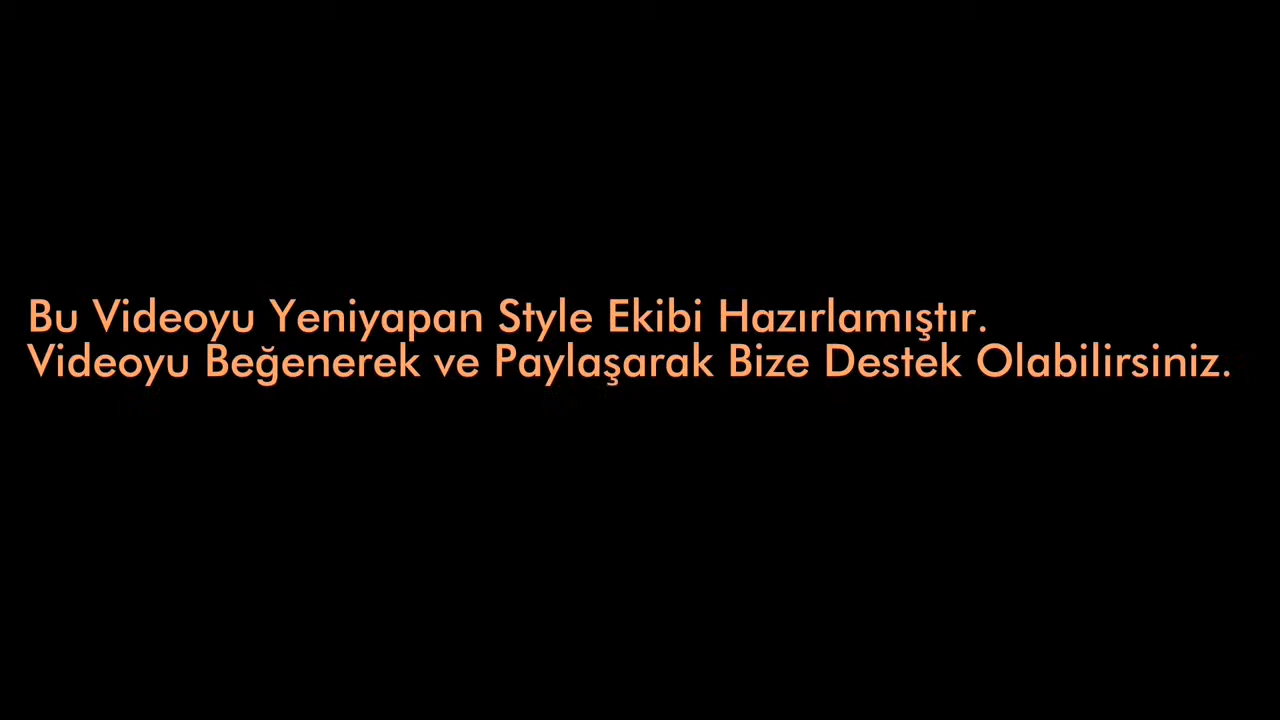 Bu Videoyu Yeniyapan Style Ekibi Hazırlamıştır.
Videoyu Beğenerek ve Paylaşarak Bize Destek Olabilirsiniz.